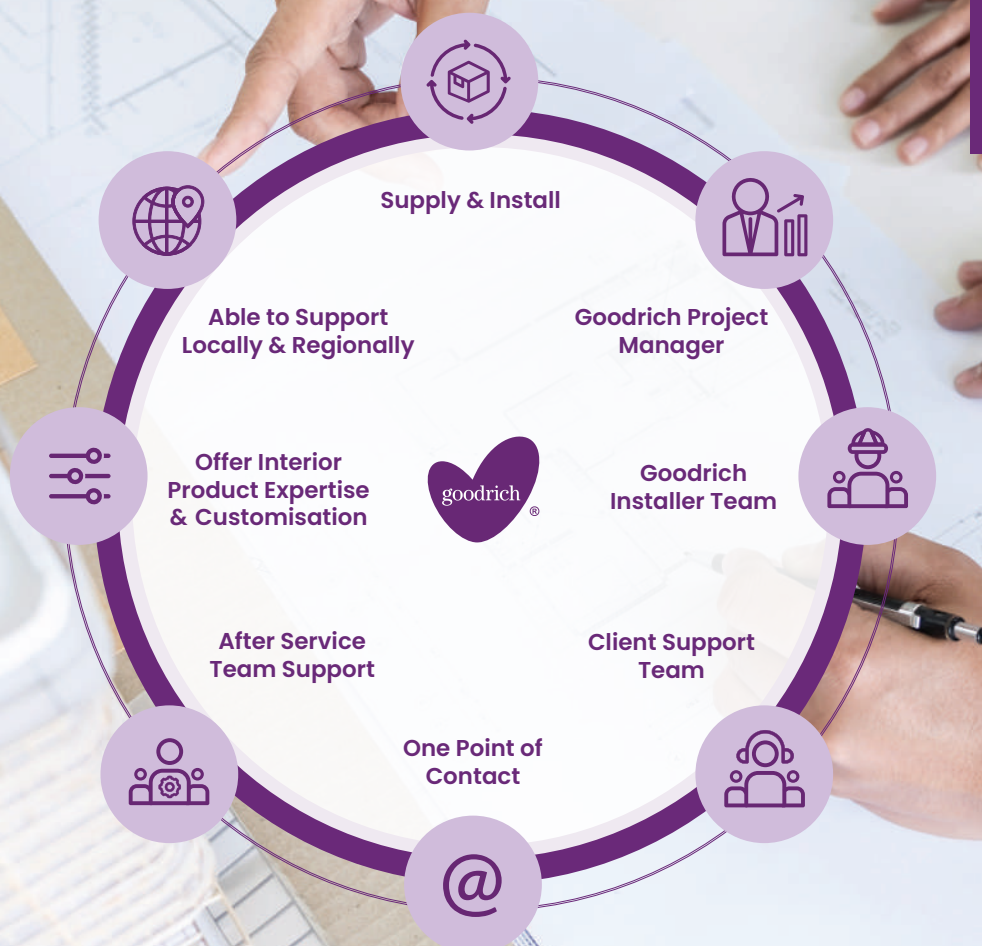 Supply & Install
Able to Support
Locally & Regionally
Goodrich Project
Manager
Offer Interior
Product Expertise
& Customisation
goodrich
®
Goodrich
Installer Team
After Service
Team Support
Client Support
Team
One Point of
Contact
@